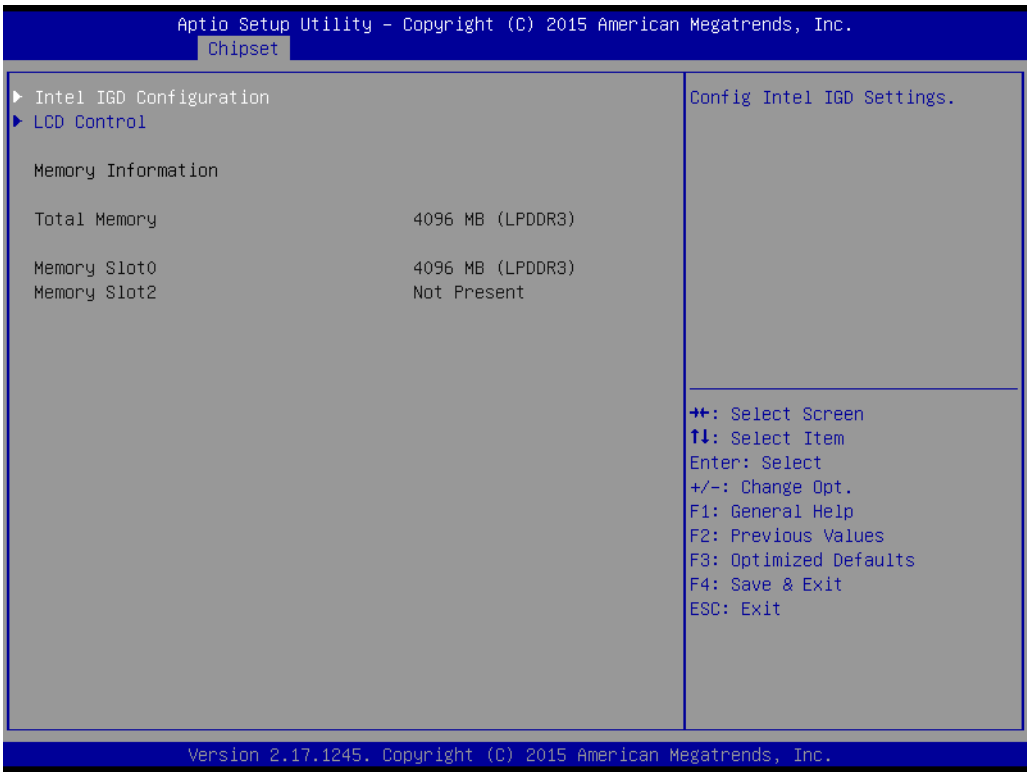 Aptio Setup Utility – Copyright (C) 2015 American Megatrends, Inc.
Chipset
Intel IGD Configuration
LCD Control
Memory Information
Total Memory 4096 MB (LPDDR3)
Memory Slot0 4096 MB (LPDDR3)
Memory Slot2 Not Present
Config Intel IGD Settings.
→←: Select Screen
↑↓: Select Item
Enter: Select
+/-: Change Opt.
F1: General Help
F2: Previous Values
F3: Optimized Defaults
F4: Save & Exit
ESC: Exit
Version 2.17.1245. Copyright (C) 2015 American Megatrends, Inc.